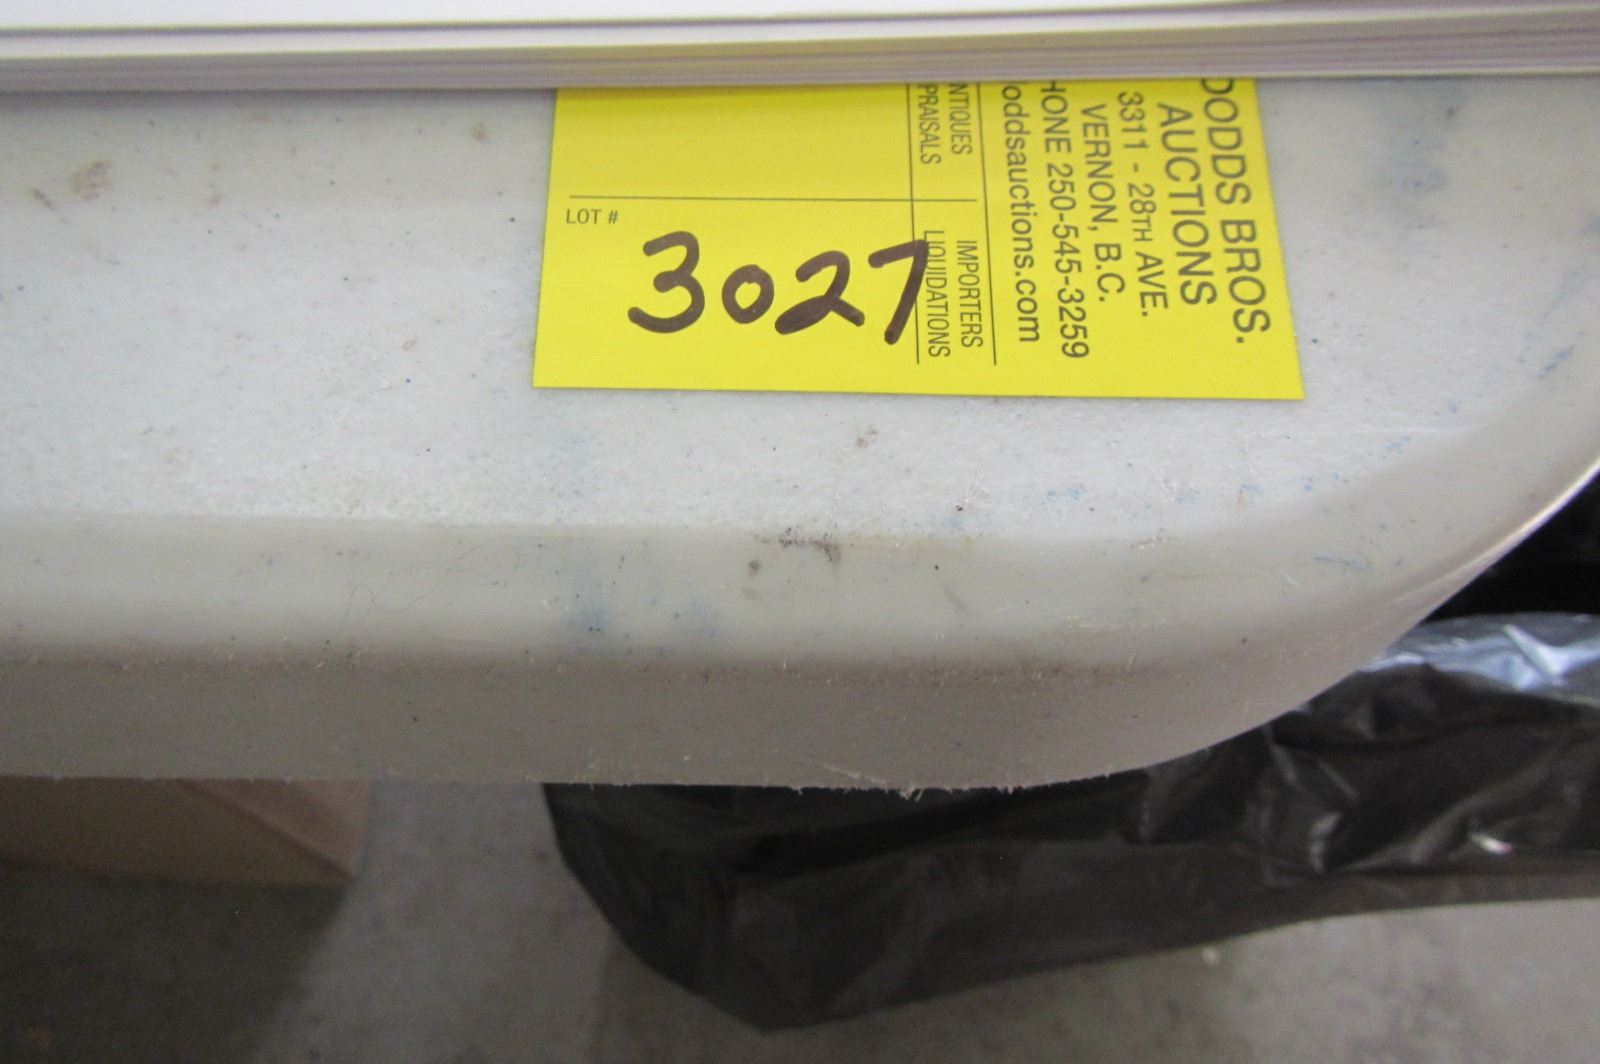 DODDS BROS.
AUCTIONS
3311 - 28TH AVE.
VERNON, B.C.
HONE 250-545-3259
oddsauctions.com
NTIQUES IMPORTERS
PRAISALS LIQUIDATIONS
LOT #
3027